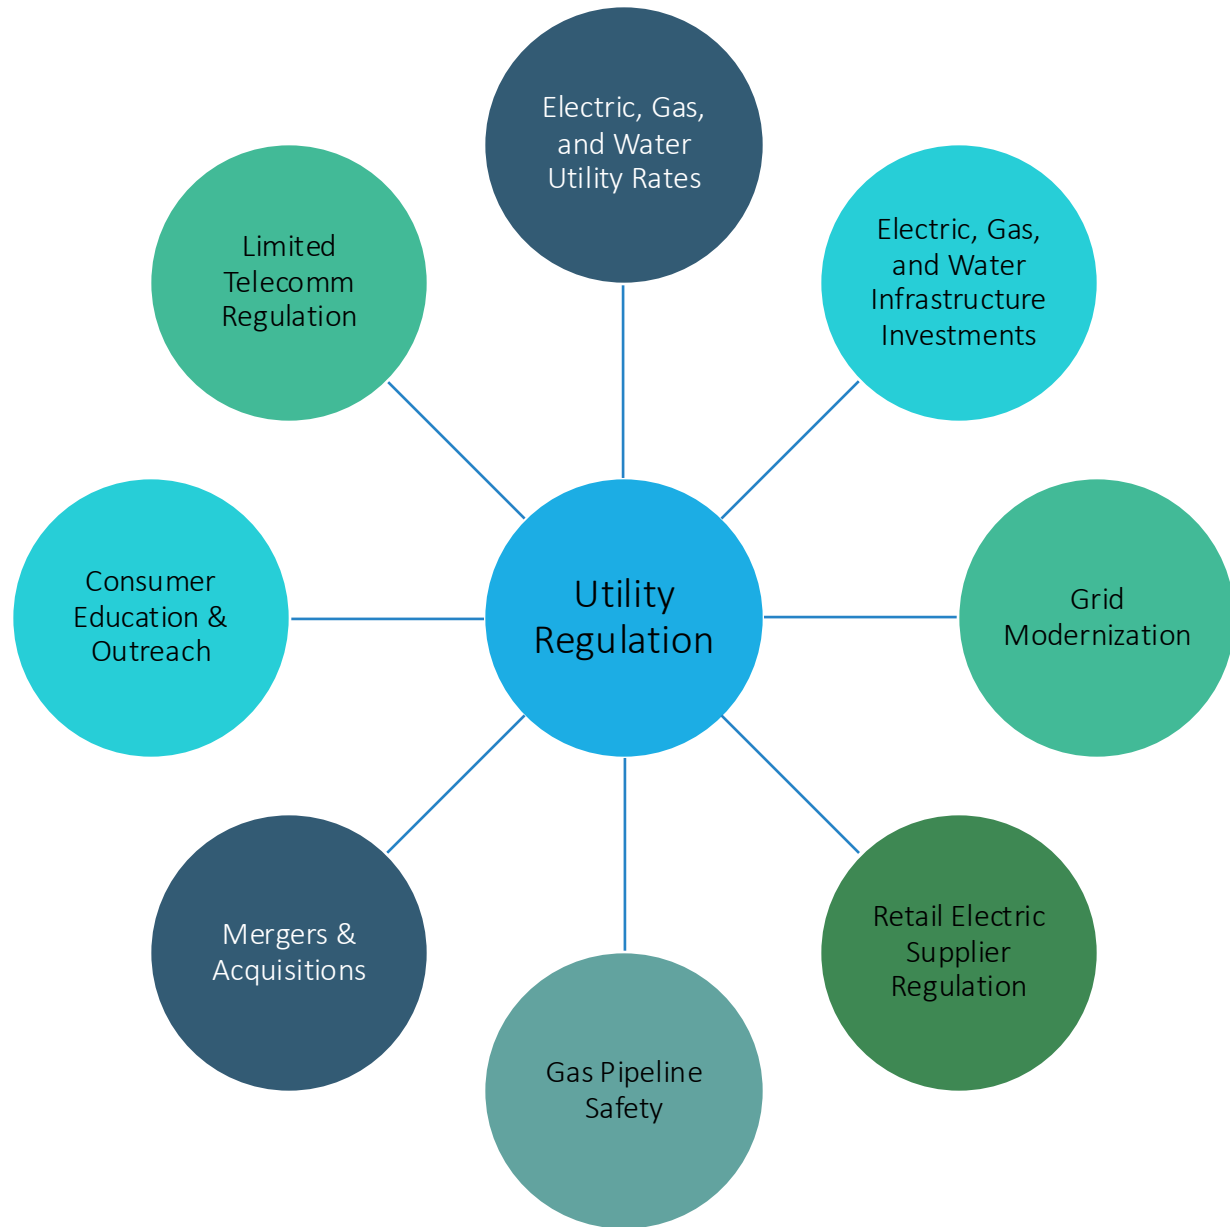 Electric, Gas,
and Water
Utility Rates
Electric, Gas,
and Water
Infrastructure
Investments
Grid
Modernization
Retail Electric
Supplier
Regulation
Gas Pipeline
Safety
Mergers &
Acquisitions
Consumer
Education &
Outreach
Limited
Telecomm
Regulation
Utility
Regulation